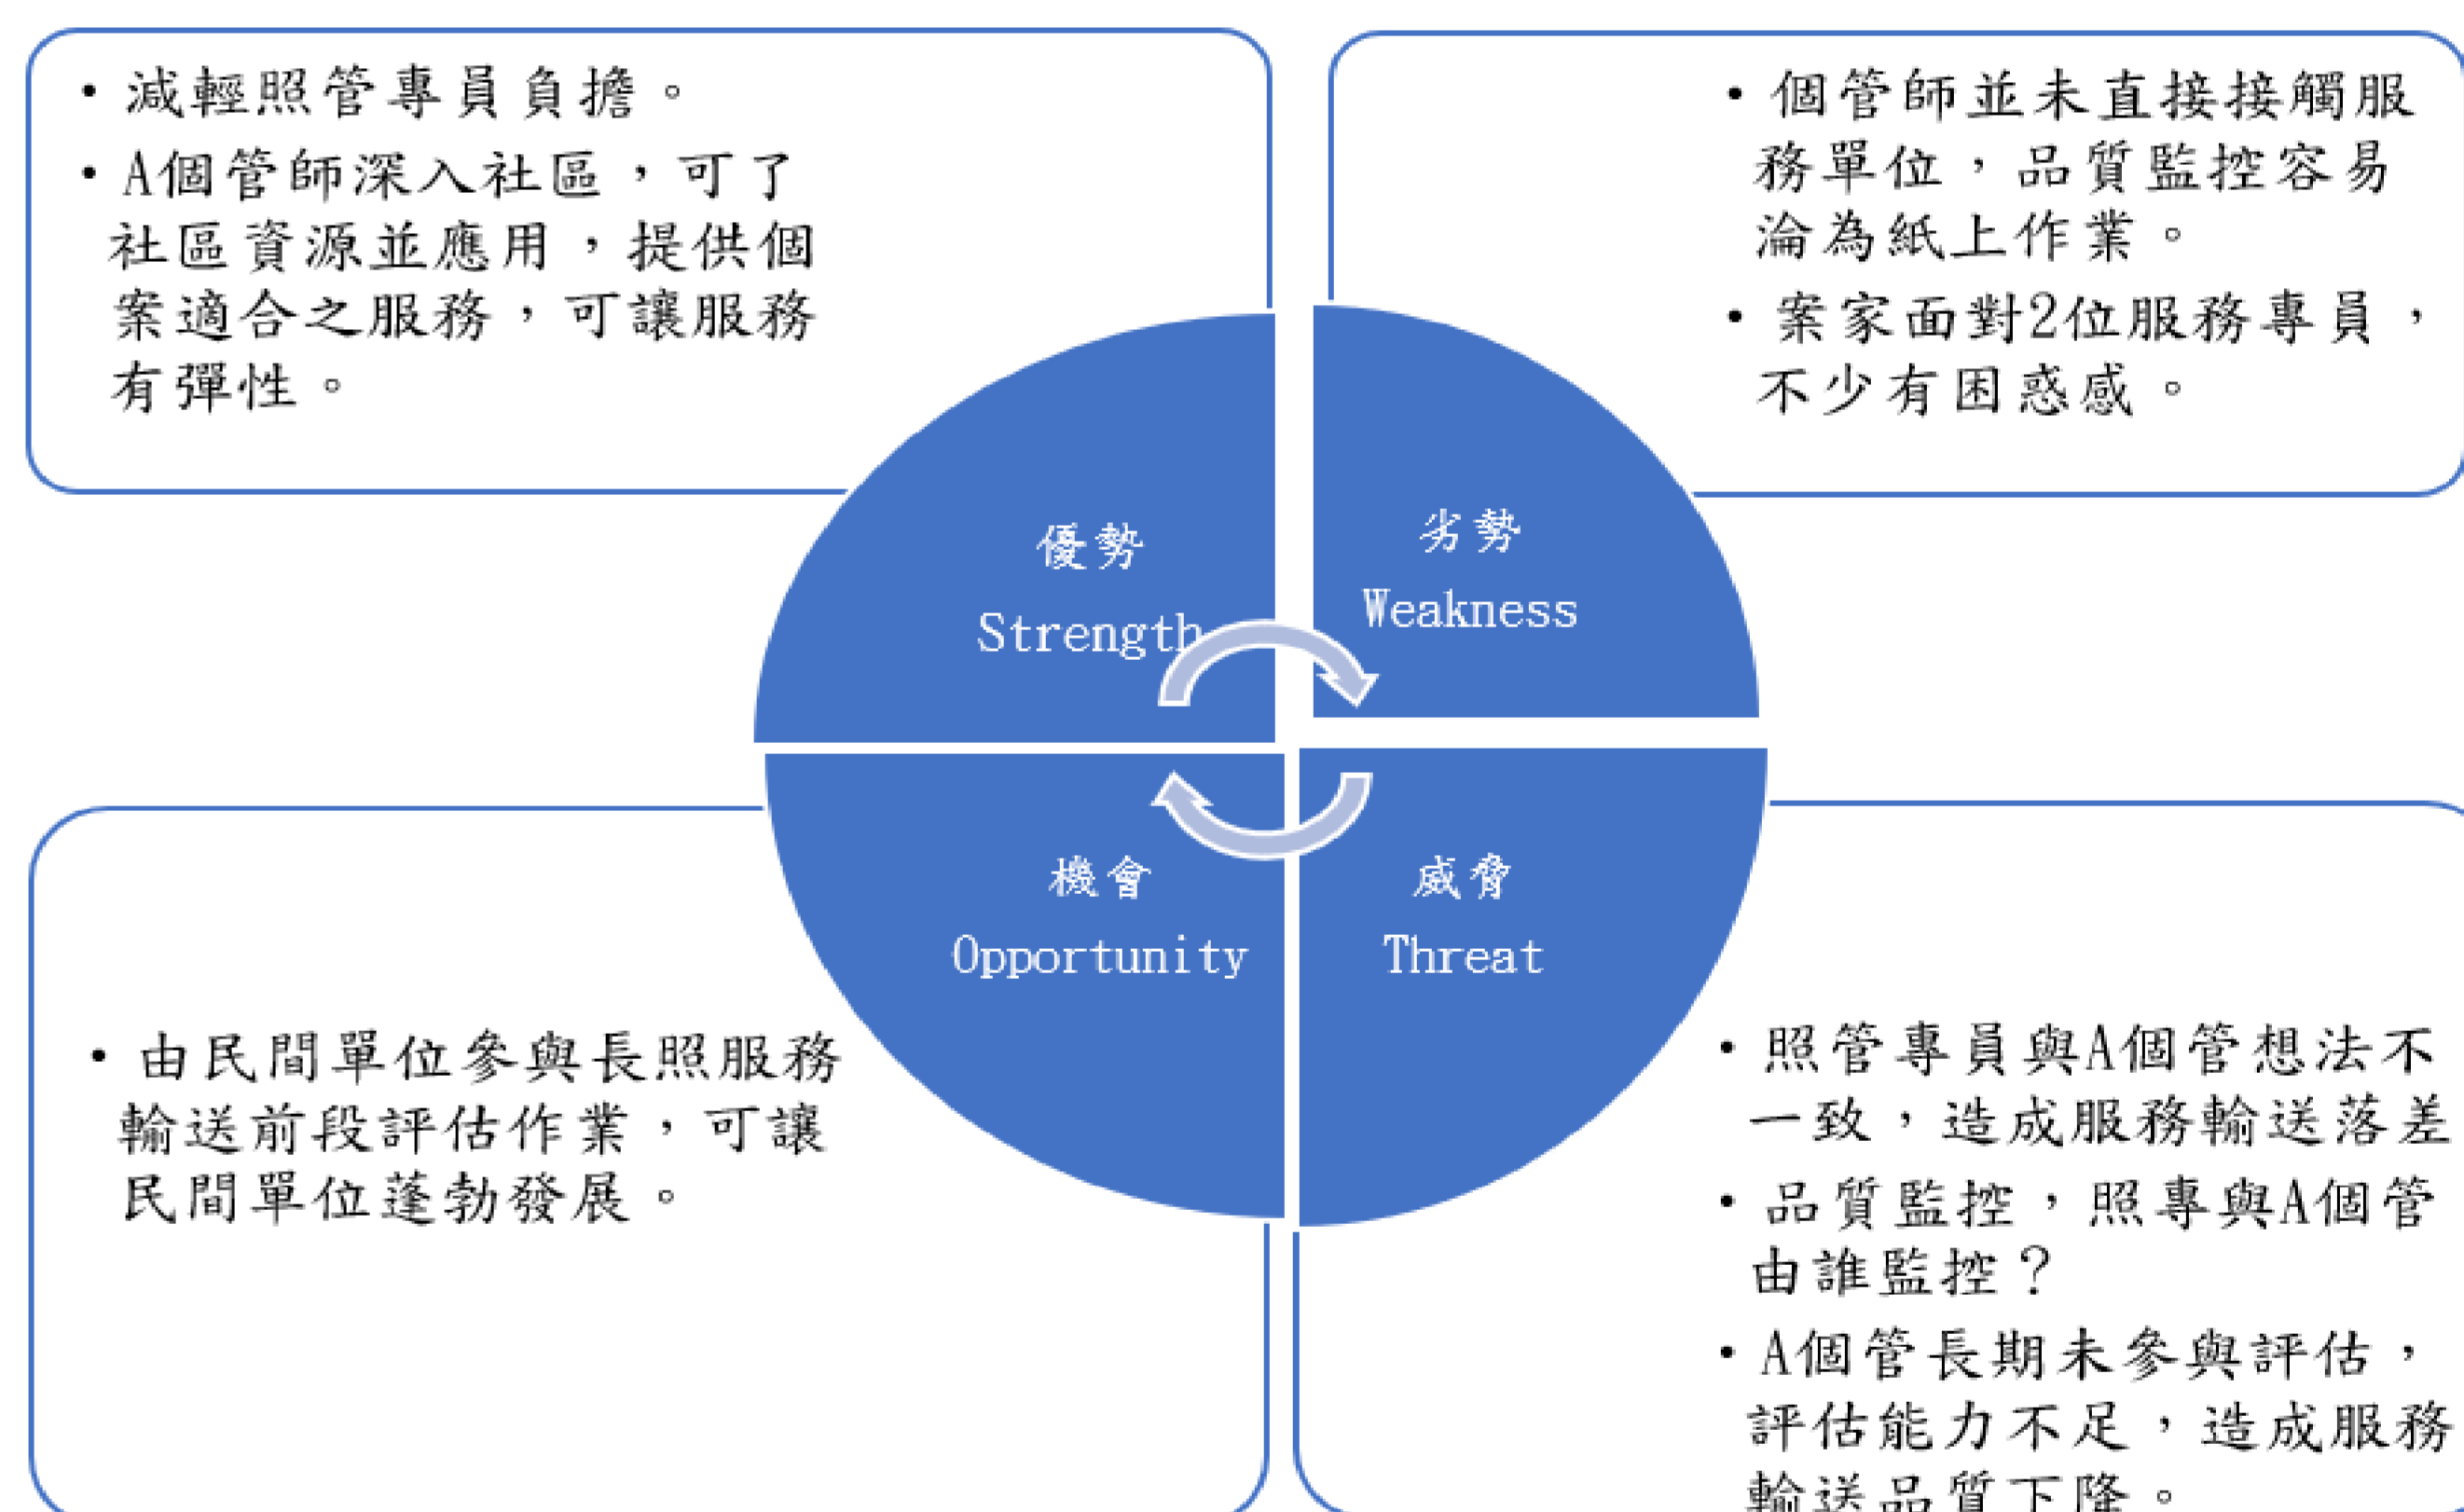 • 減輕照管專員負擔。
• A個管師深入社區，可了
社區資源並應用，提供個
案適合之服務，可讓服務
有彈性。
• 個管師並未直接接觸服
務單位，品質監控容易
淪為紙上作業。
• 案家面對2位服務專員，
不少有困惑感。
優勢
Strength
劣勢
Weakness
機會
Opportunity
威脅
Threat
• 由民間單位參與長照服務
輸送前段評估作業，可讓
民間單位蓬勃發展。
• 照管專員與A個管想法不
一致，造成服務輸送落差
• 品質監控，照專與A個管
由誰監控？
• A個管長期未參與評估，
評估能力不足，造成服務
輸送品質下降。